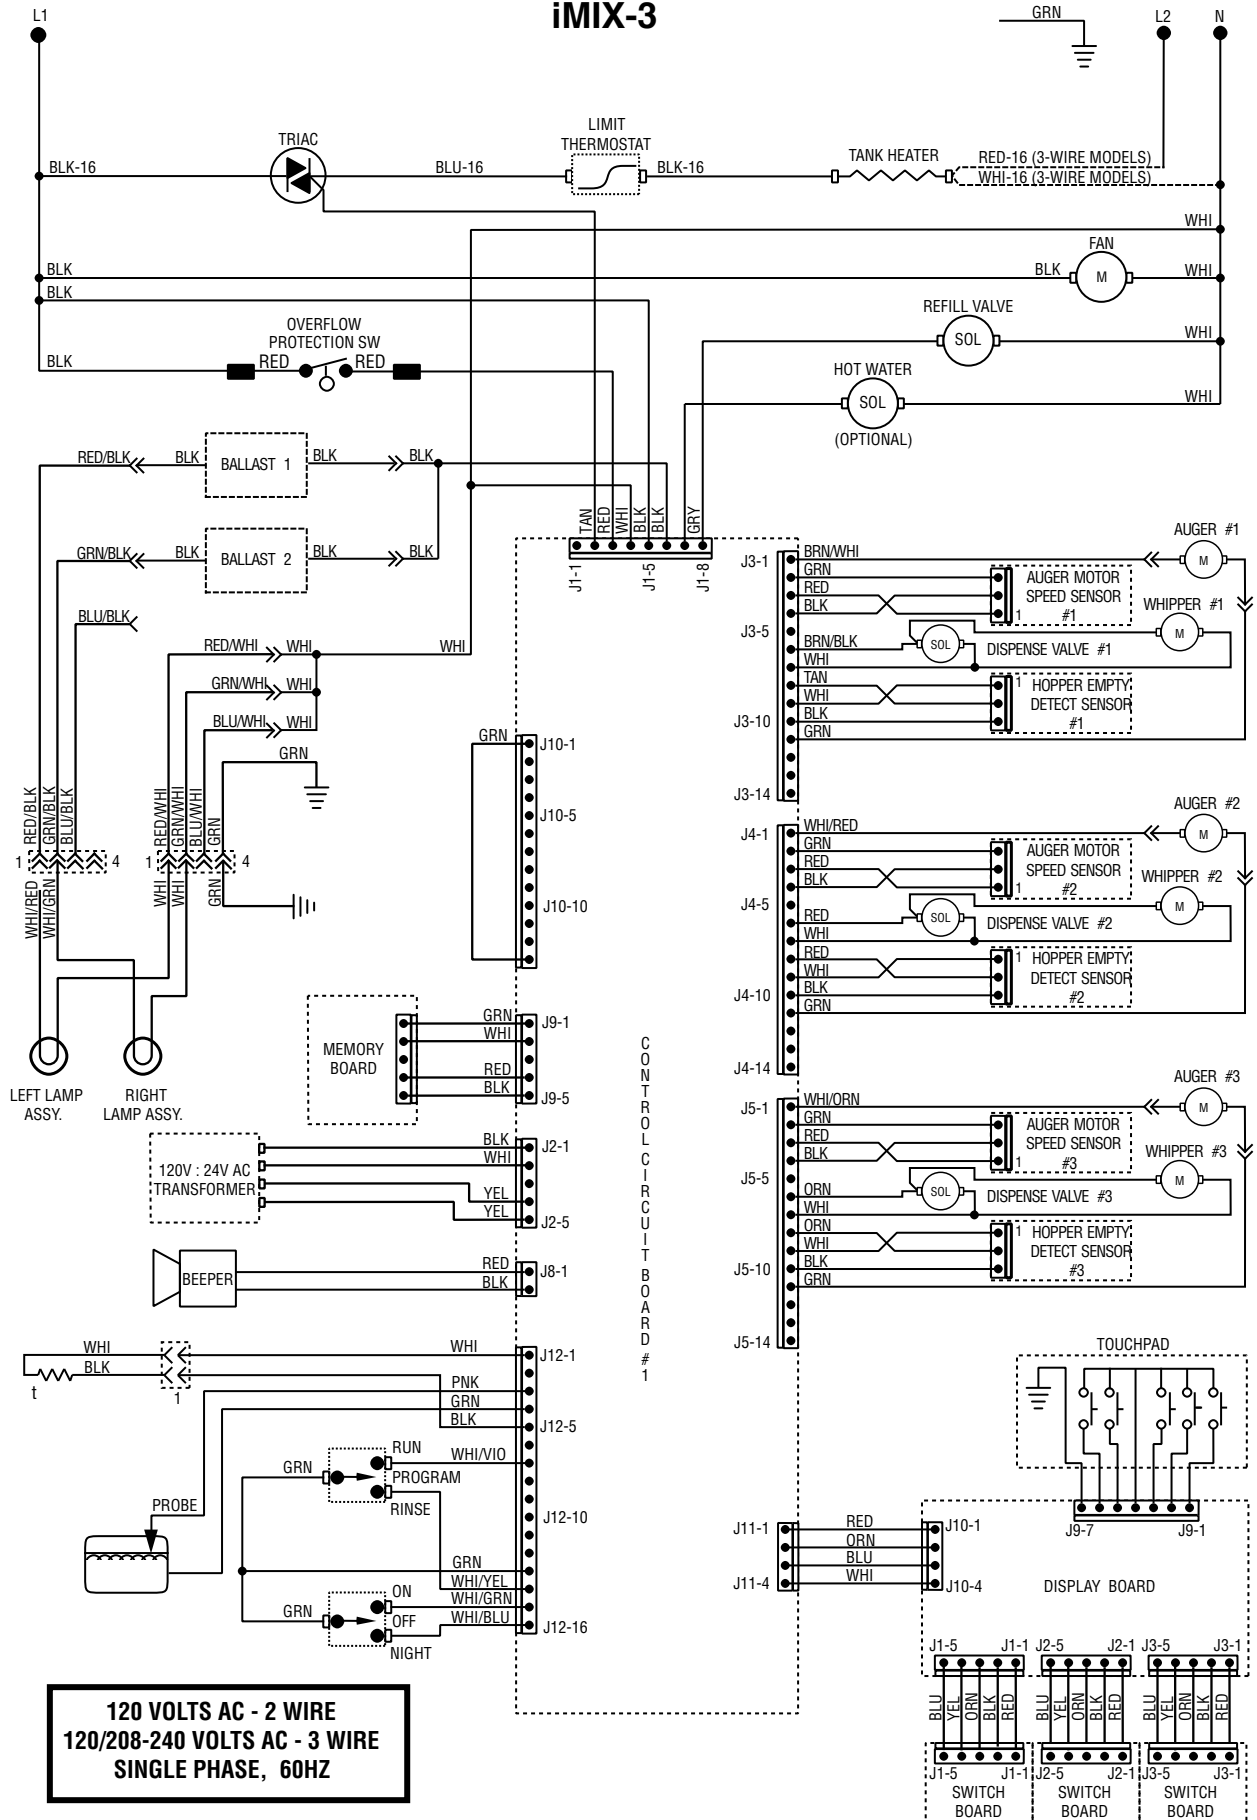 iMIX-3
L1
GRN
L2
N
TRIAC
LIMIT
THERMOSTAT
BLK-16
BLU-16
BLK-16
TANK HEATER
RED-16 (3-WIRE MODELS)
WHI-16 (3-WIRE MODELS)
WHI
FAN
BLK
BLK
M
WHI
BLK
REFILL VALVE
OVERFLOW
PROTECTION SW
SOL
WHI
BLK
RED
RED
HOT WATER
SOL
WHI
(OPTIONAL)
RED/BLK
BLK
BALLAST 1
BLK
BLK
GRN/BLK
BLK
BALLAST 2
BLK
BLK
TAN
RED
WHI
BLK
BLK
GRY
J1-1
J1-5
J1-8
BLU/BLK
RED/WHI
WHI
WHI
GRN/WHI
WHI
BLU/WHI
WHI
GRN
RED/BLK
GRN/BLK
BLU/BLK
RED/WHI
GRN/WHI
BLU/WHI
GRN
1
4
1
4
WHI/RED
WHI/GRN
WHI
WHI
GRN
LEFT LAMP
ASSY.
RIGHT
LAMP ASSY.
J3-1
BRN/WHI
GRN
RED
BLK
J3-5
BRN/BLK
WHI
TAN
WHI
J3-10
BLK
GRN
J3-14
AUGER #1
M
AUGER MOTOR
SPEED SENSOR
1
#1
WHIPPER #1
M
SOL
DISPENSE VALVE #1
1
HOPPER EMPTY
DETECT SENSOR
#1
J4-1
WHI/RED
GRN
RED
BLK
J4-5
RED
WHI
RED
WHI
J4-10
BLK
GRN
J4-14
AUGER #2
M
AUGER MOTOR
SPEED SENSOR
1
#2
WHIPPER #2
M
SOL
DISPENSE VALVE #2
1
HOPPER EMPTY
DETECT SENSOR
#2
J5-1
WHI/ORN
GRN
RED
BLK
J5-5
ORN
WHI
ORN
WHI
J5-10
BLK
GRN
J5-14
AUGER #3
M
AUGER MOTOR
SPEED SENSOR
1
#3
WHIPPER #3
M
SOL
DISPENSE VALVE #3
1
HOPPER EMPTY
DETECT SENSOR
#3
GRN
J10-1
J10-5
J10-10
MEMORY
BOARD
GRN
J9-1
WHI
RED
BLK
J9-5
CONTROL CIRCUIT BOARD #1
120V : 24V AC
TRANSFORMER
BLK
J2-1
WHI
YEL
YEL
J2-5
BEEPER
RED
J8-1
BLK
WHI
BLK
t
1
WHI
J12-1
PNK
GRN
BLK
J12-5
WHI/VIO
J12-10
GRN
WHI/YEL
WHI/GRN
WHI/BLU
J12-16
GRN
RUN
PROGRAM
RINSE
PROBE
GRN
ON
OFF
NIGHT
J11-1
RED
J10-1
ORN
BLU
J11-4
WHI
J10-4
TOUCHPAD
J9-7
J9-1
DISPLAY BOARD
J1-5
J1-1
J2-5
J2-1
J3-5
J3-1
BLU
YEL
ORN
BLK
RED
BLU
YEL
ORN
BLK
RED
BLU
YEL
ORN
BLK
RED
J1-5
J1-1
J2-5
J2-1
J3-5
J3-1
SWITCH
BOARD
SWITCH
BOARD
SWITCH
BOARD
120 VOLTS AC - 2 WIRE
120/208-240 VOLTS AC - 3 WIRE
SINGLE PHASE, 60HZ